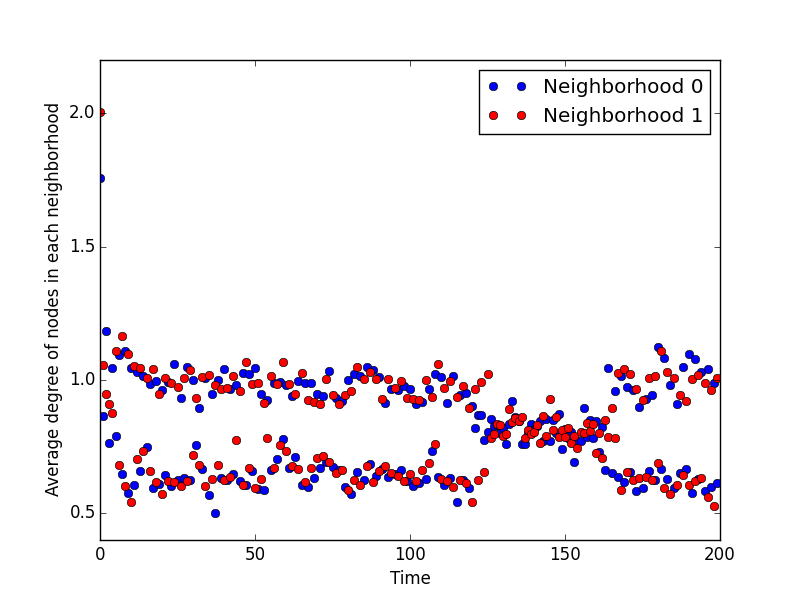 Neighborhood 0
Neighborhood 1
Average degree of nodes in each neighborhood
2.0
1.5
1.0
0.5
0 50 100 150 200
Time